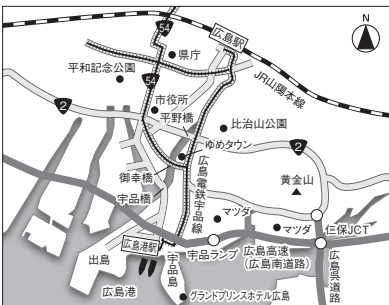 N
広島駅
54
県庁
平和記念公園
JR山陽本線
54
市役所
平野橋
2
比治山公園
ゆめタウン
2
御幸橋
広島電鉄宇品線
黄金山
宇品橋
マツダ
マツダ
仁保JCT
広島港駅
宇品ランプ
広島高速
(広島南道路)
出島
宇品島
広島呉道路
広島港
グランドプリンスホテル広島